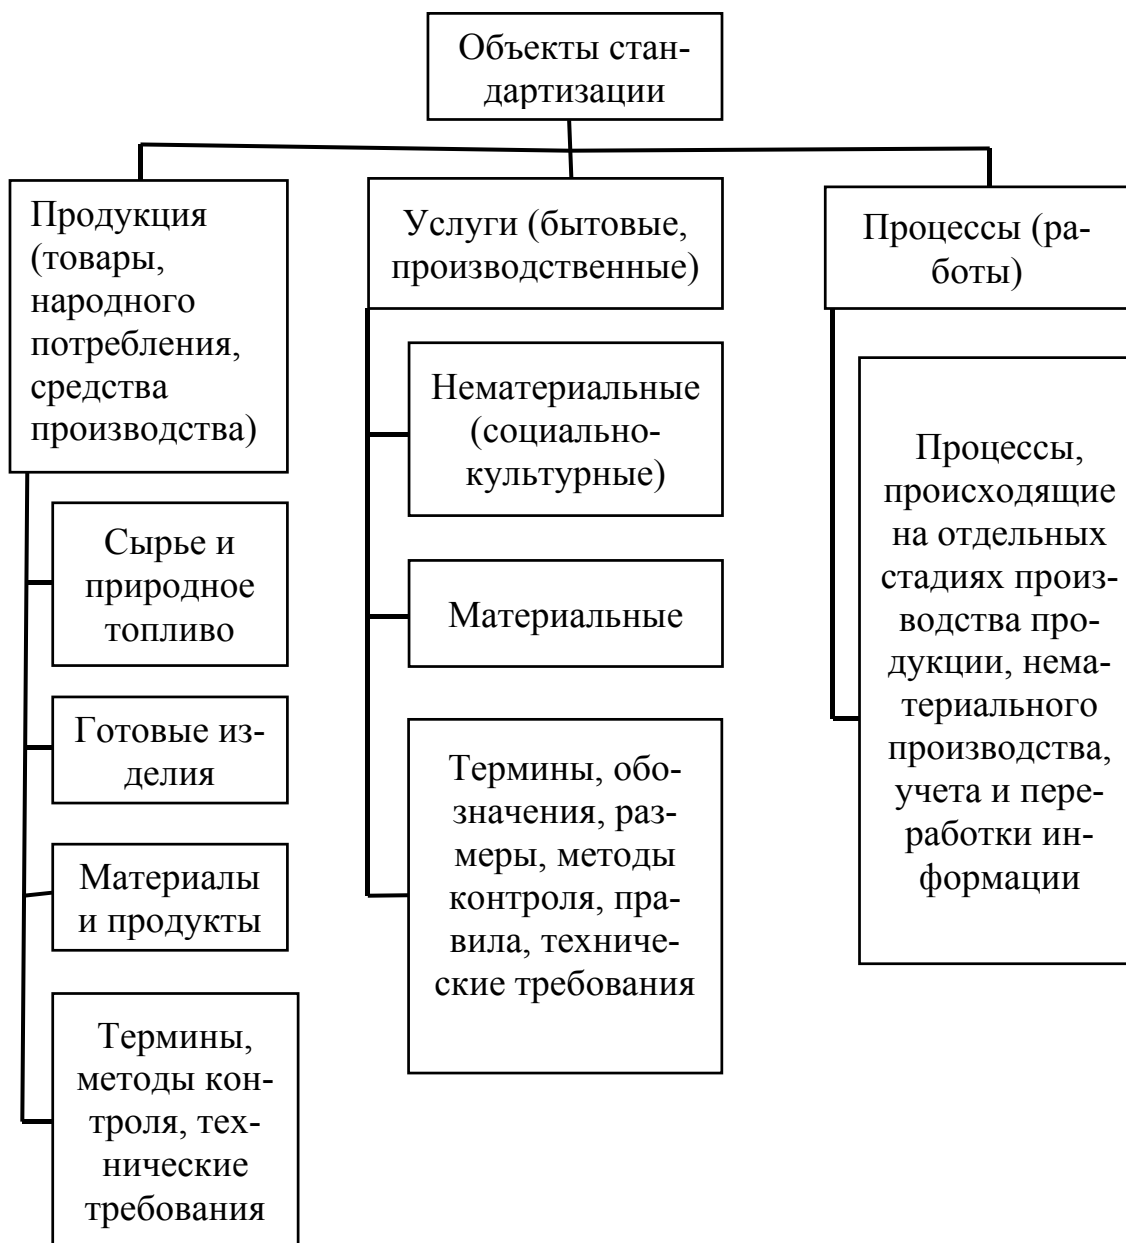 Объекты стан-
дартизации
Продукция
(товары,
народного
потребления,
средства
производства)
Сырье и
природное
топливо
Готовые из-
делия
Материалы
и продукты
Термины,
методы кон-
троля, тех-
нические
требования
Услуги (бытовые,
производственные)
Нематериальные
(социально-
культурные)
Материальные
Термины, обо-
значения, раз-
меры, методы
контроля, пра-
вила, техниче-
ские требования
Процессы (ра-
боты)
Процессы,
происходящие
на отдельных
стадиях произ-
водства про-
дукции, нема-
териального
производства,
учета и пере-
работки ин-
формации